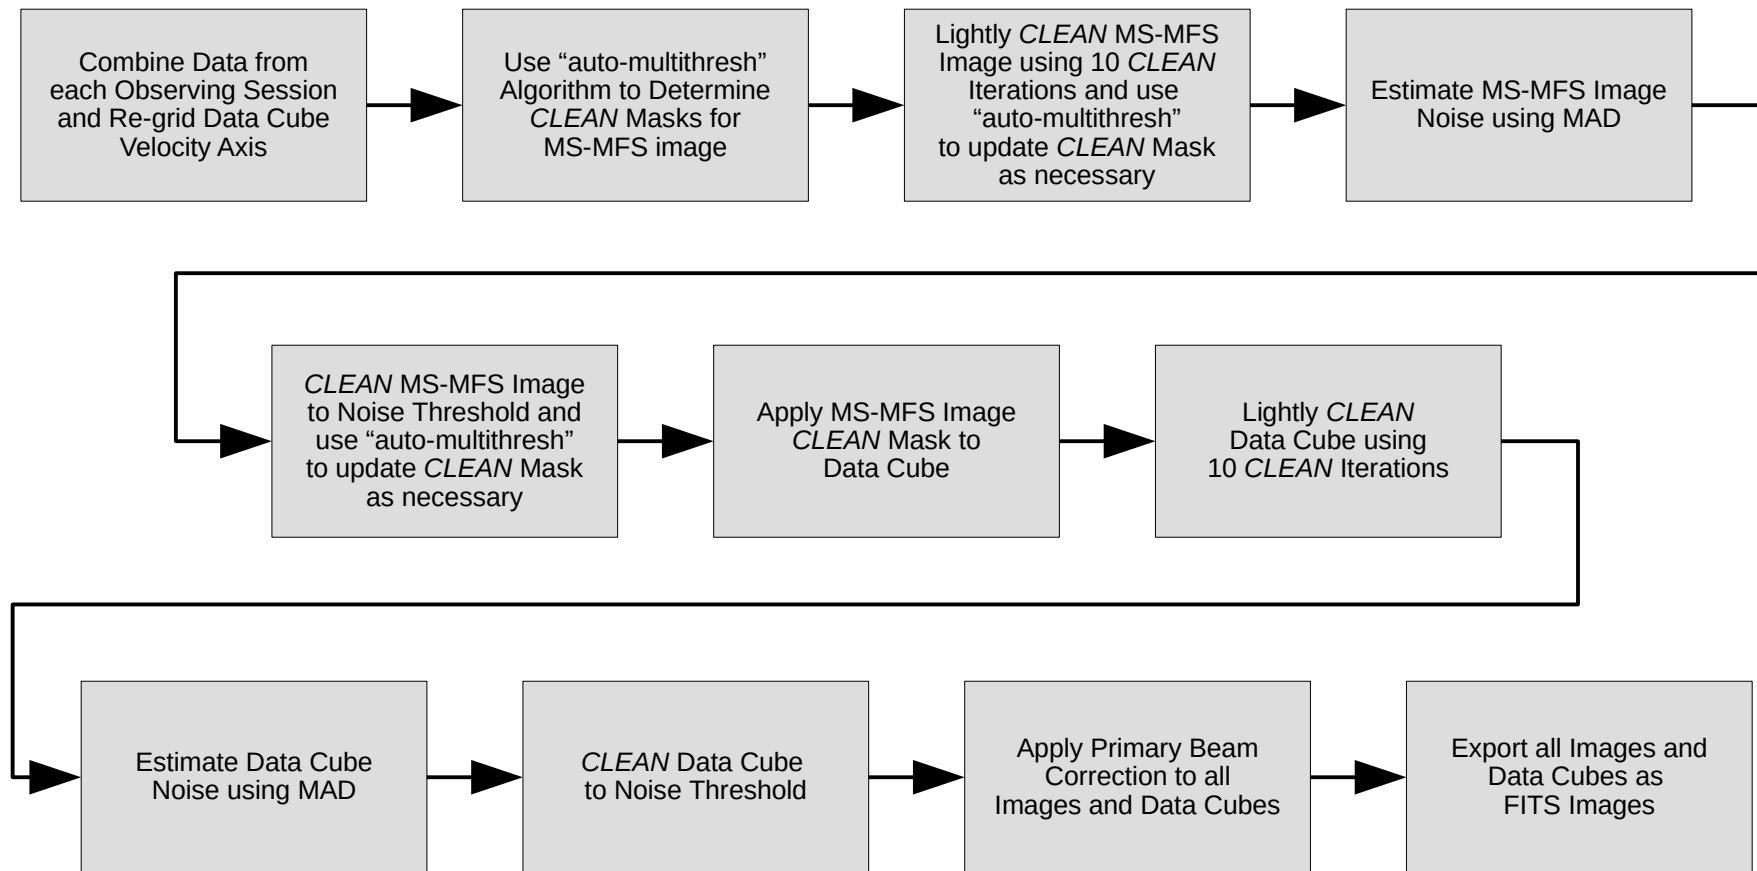 Combine Data from
each Observing Session
and Re-grid Data Cube
Velocity Axis
Use “auto-multithresh”
Algorithm to Determine
CLEAN Masks for
MS-MFS image
Lightly CLEAN MS-MFS
Image using 10 CLEAN
Iterations and use
“auto-multithresh”
to update CLEAN Mask
as necessary
Estimate MS-MFS Image
Noise using MAD
CLEAN MS-MFS Image
to Noise Threshold and
use “auto-multithresh”
to update CLEAN Mask
as necessary
Apply MS-MFS Image
CLEAN Mask to
Data Cube
Lightly CLEAN
Data Cube using
10 CLEAN Iterations
Estimate Data Cube
Noise using MAD
CLEAN Data Cube
to Noise Threshold
Apply Primary Beam
Correction to all
Images and Data Cubes
Export all Images and
Data Cubes as
FITS Images